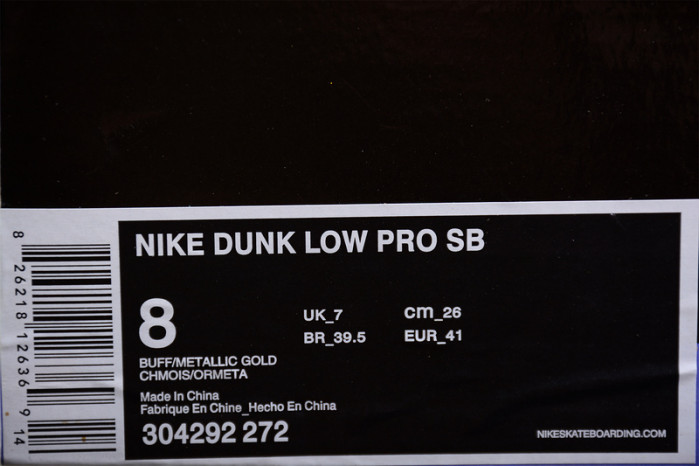 NIKE DUNK LOW PRO SB
8
UK_7 cm_26
BR_39.5 EUR_41
BUFF/METALLIC GOLD
CHMOIS/ORMETA
Made In China
Fabrique En Chine_Hecho En China
304292 272
NIKESKATEBOARDING.COM
8 26218 12636 9 14